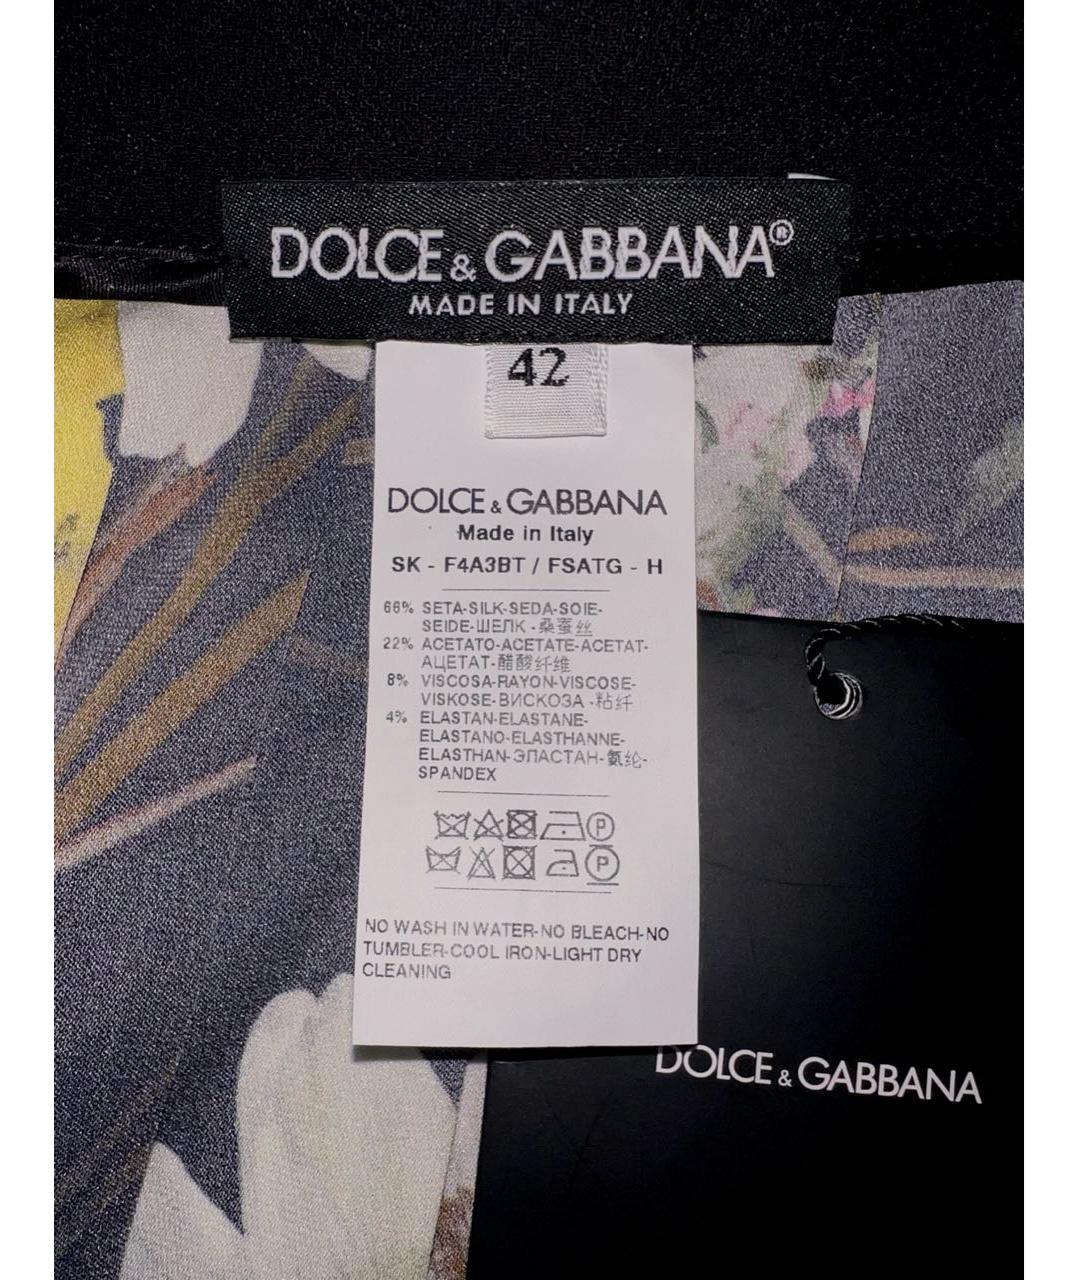 DOLCE & GABBANA®
MADE IN ITALY
42
DOLCE & GABBANA
Made in Italy
SK - F4A3BT / FSATG - H
66% SETA-SILK-SEDA-SOIE-
SEIDE-ШЕЛК-桑蚕丝
22% ACETATO-ACETATE-ACETAT-
АЦЕТАТ-醋酸纤维
8% VISCOSA-RAYON-VISCOSE-
VISKOSE-ВИСКОЗА-粘纤
4% ELASTAN-ELASTANE-
ELASTANO-ELASTHANNE-
ELASTHAN-ЭЛАСТАН-氨纶-
SPANDEX
P
P
NO WASH IN WATER-NO BLEACH-NO
TUMBLER-COOL IRON-LIGHT DRY
CLEANING
DOLCE & GABBANA